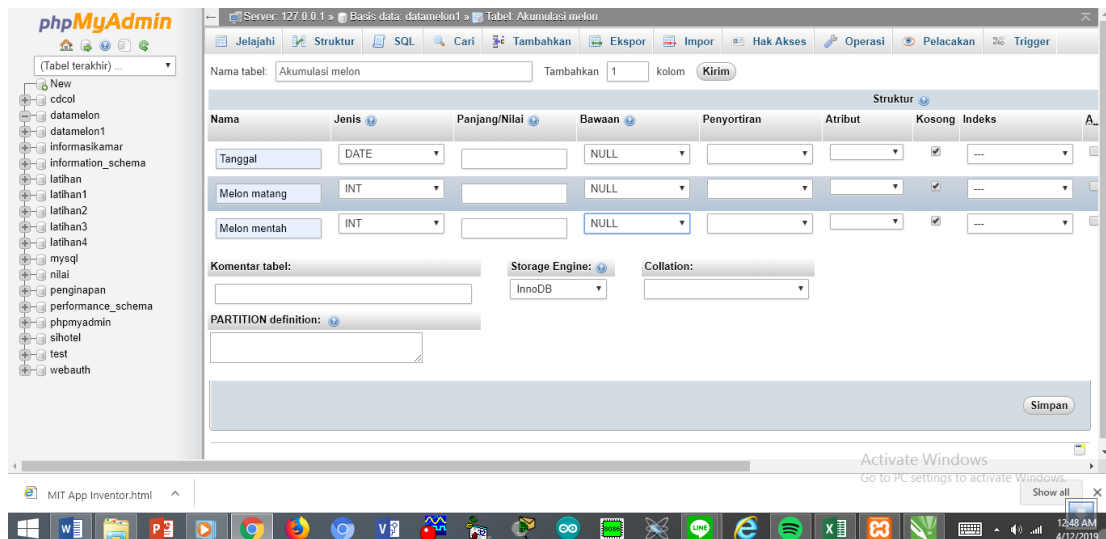 phpMyAdmin
(Tabel terakhir) ...
New
cdcol
datamelon
datamelon1
informasikamar
information_schema
latihan
latihan1
latihan2
latihan3
latihan4
mysql
nilai
penginapan
performance_schema
phpmyadmin
sihotel
test
webauth
Server: 127.0.0.1 » Basis data: datamelon1 » Tabel: Akumulasi melon
Jelajahi Struktur SQL Cari Tambahkan Ekspor Impor Hak Akses Operasi Pelacakan Trigger
Nama tabel: Akumulasi melon Tambahkan 1 kolom Kirim
Struktur
Nama Jenis Panjang/Nilai Bawaan Penyortiran Atribut Kosong Indeks A_
Tanggal DATE NULL ---
Melon matang INT NULL ---
Melon mentah INT NULL ---
Komentar tabel: Storage Engine: Collation:
InnoDB
PARTITION definition:
Simpan
Activate Windows
Go to PC settings to activate Windows.
MIT App Inventor.html Show all
12:48 AM
4/12/2019